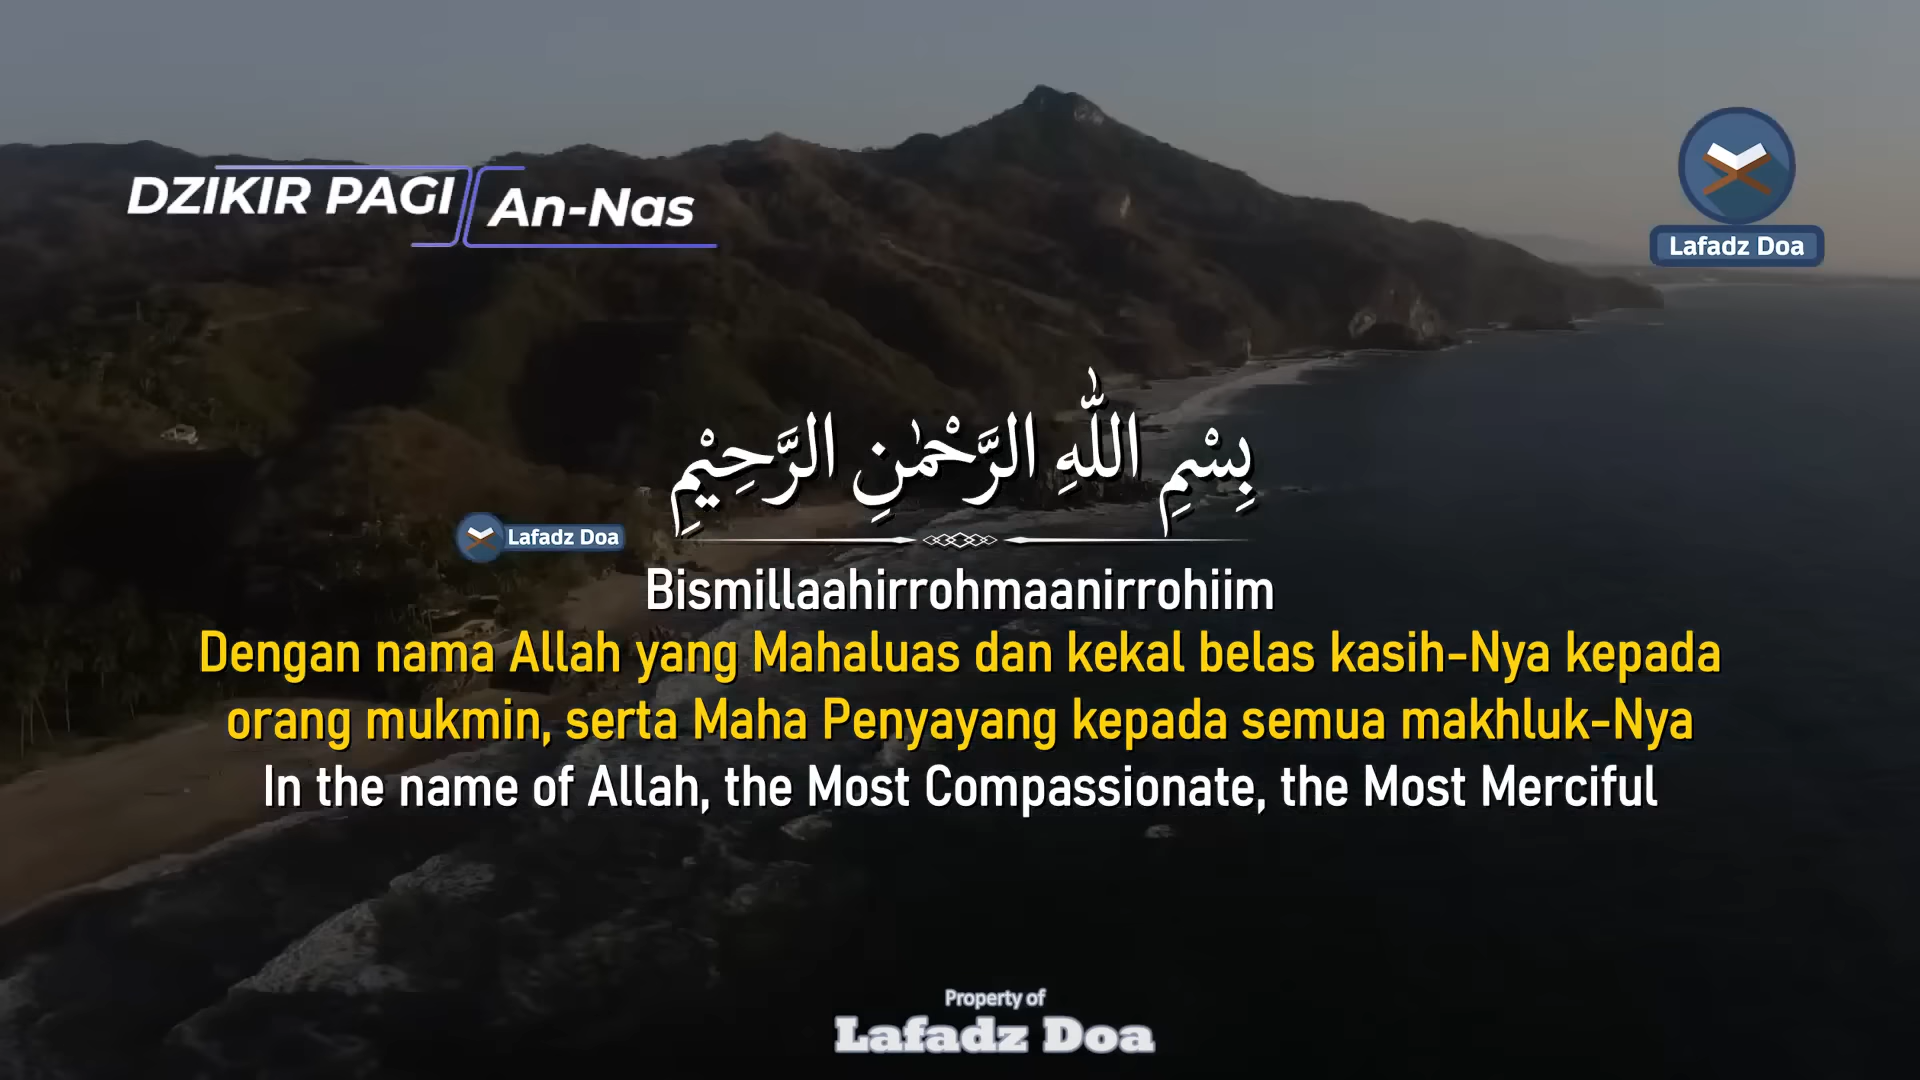 DZIKIR PAGI
An-Nas
Lafadz Doa
بِسْمِ اللّٰهِ الرَّحْمٰنِ الرَّحِيْمِ
Lafadz Doa
Bismillaahirrohmaanirrohiim
Dengan nama Allah yang Mahaluas dan kekal belas kasih-Nya kepada
orang mukmin, serta Maha Penyayang kepada semua makhluk-Nya
In the name of Allah, the Most Compassionate, the Most Merciful
Property of
Lafadz Doa